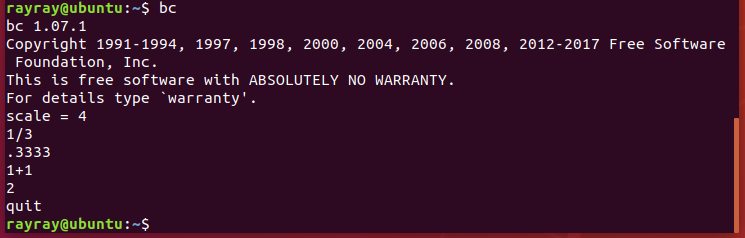 rayray@ubuntu:~$ bc
bc 1.07.1
Copyright 1991-1994, 1997, 1998, 2000, 2004, 2006, 2008, 2012-2017 Free Software
 Foundation, Inc.
This is free software with ABSOLUTELY NO WARRANTY.
For details type `warranty'.
scale = 4
1/3
.3333
1+1
2
quit
rayray@ubuntu:~$